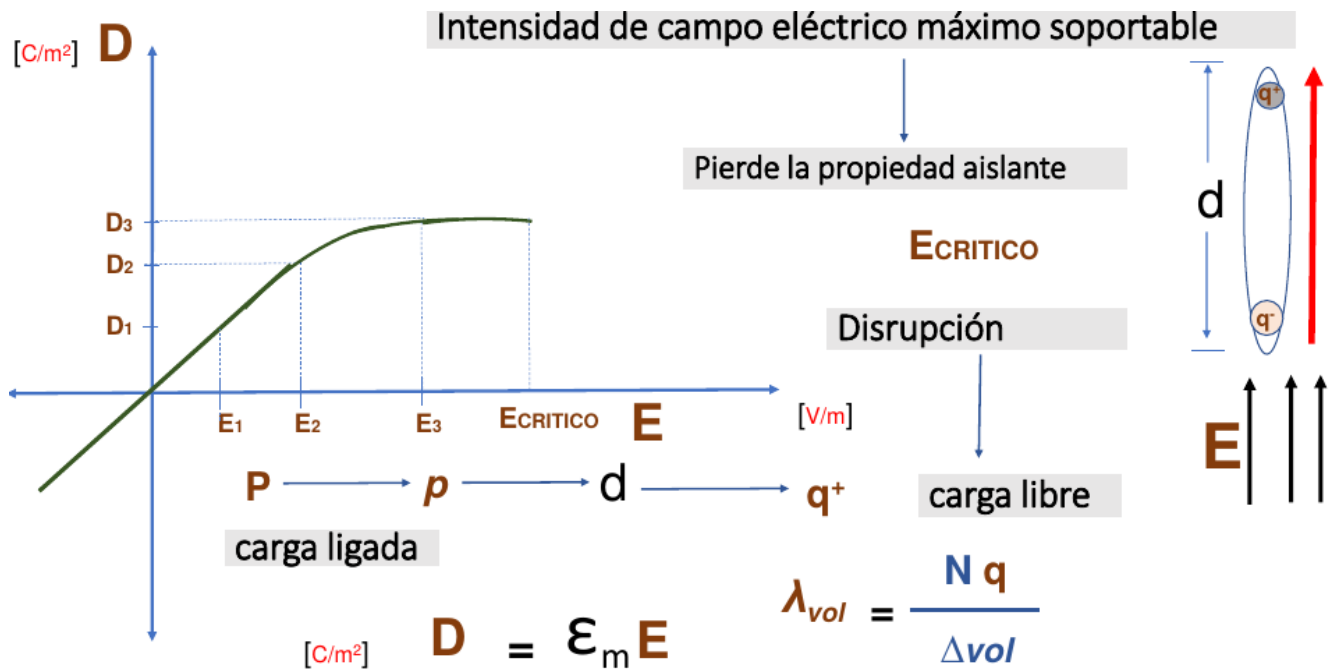 Intensidad de campo eléctrico máximo soportable
[C/m²] D
q⁺
Pierde la propiedad aislante
d
D₃
D₂
ECRITICO
D₁
Disrupción
q⁻
E₁ E₂ E₃ ECRITICO E [V/m]
E
P p d q⁺
carga libre
carga ligada
λvol = N q / Δvol
[C/m²] D = εm E